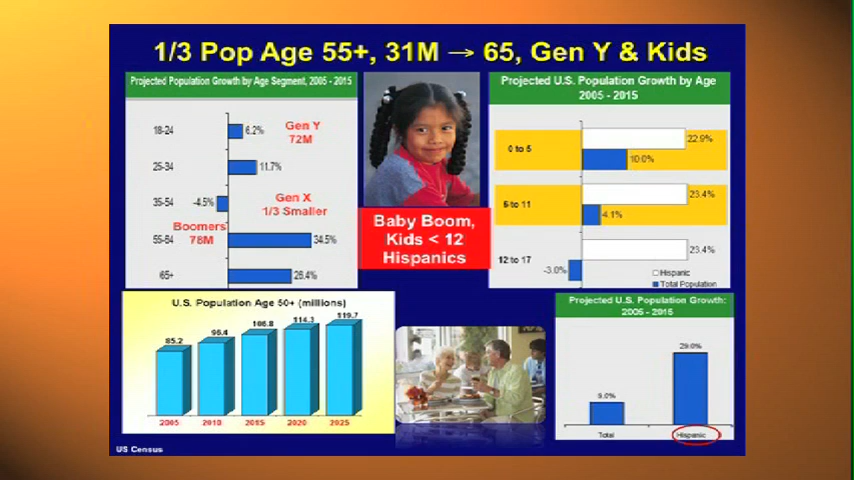 1/3 Pop Age 55+, 31M → 65, Gen Y & Kids
Projected Population Growth by Age Segment, 2005 - 2015
18-24
6.2%
Gen Y
72M
25-34
11.7%
35-54
-4.5%
Gen X
1/3 Smaller
Boomers
78M
55-64
34.5%
65+
26.4%
Baby Boom,
Kids < 12
Hispanics
Projected U.S. Population Growth by Age
2005 - 2015
0 to 5
22.9%
10.0%
6 to 11
23.4%
4.1%
12 to 17
23.4%
-3.0%
Hispanic
Total Population
U.S. Population Age 50+ (millions)
85.2
96.4
106.8
114.3
119.7
2005
2010
2015
2020
2025
Projected U.S. Population Growth:
2005 - 2015
9.0%
29.0%
Total
Hispanic
US Census